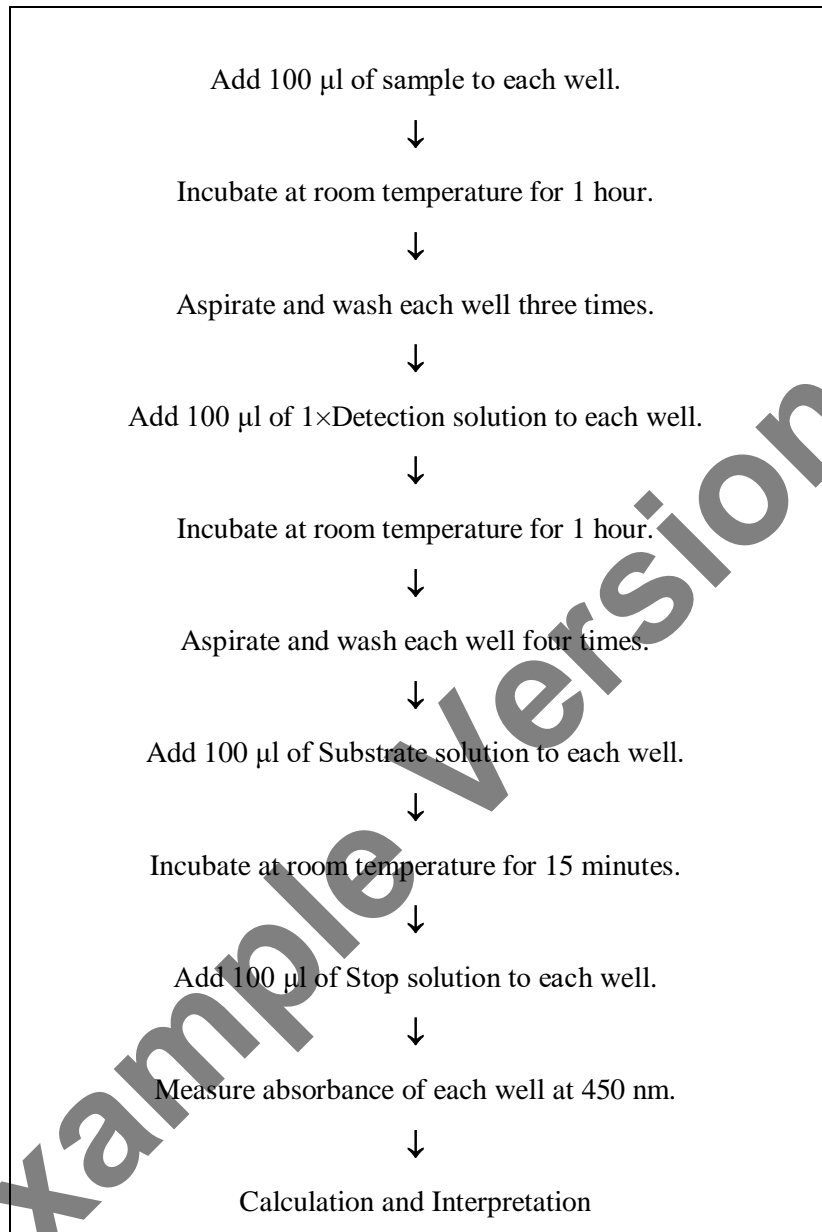 Add 100 μl of sample to each well.
↓
Incubate at room temperature for 1 hour.
↓
Aspirate and wash each well three times.
↓
Add 100 μl of 1×Detection solution to each well.
↓
Incubate at room temperature for 1 hour.
↓
Aspirate and wash each well four times.
↓
Add 100 μl of Substrate solution to each well.
↓
Incubate at room temperature for 15 minutes.
↓
Add 100 μl of Stop solution to each well.
↓
Measure absorbance of each well at 450 nm.
↓
Calculation and Interpretation
xample Version